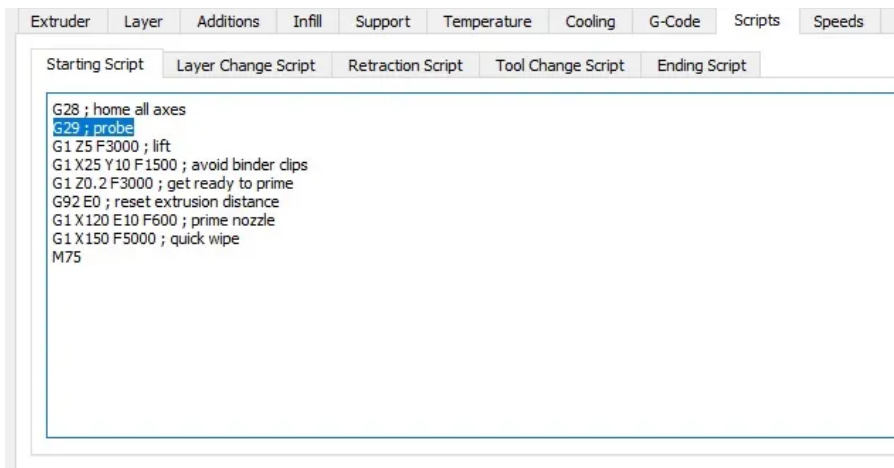 Extruder Layer Additions Infill Support Temperature Cooling G-Code Scripts Speeds
Starting Script Layer Change Script Retraction Script Tool Change Script Ending Script
G28 ; home all axes
G29 ; probe
G1 Z5 F3000 ; lift
G1 X25 Y10 F1500 ; avoid binder clips
G1 Z0.2 F3000 ; get ready to prime
G92 E0 ; reset extrusion distance
G1 X120 E10 F600 ; prime nozzle
G1 X150 F5000 ; quick wipe
M75